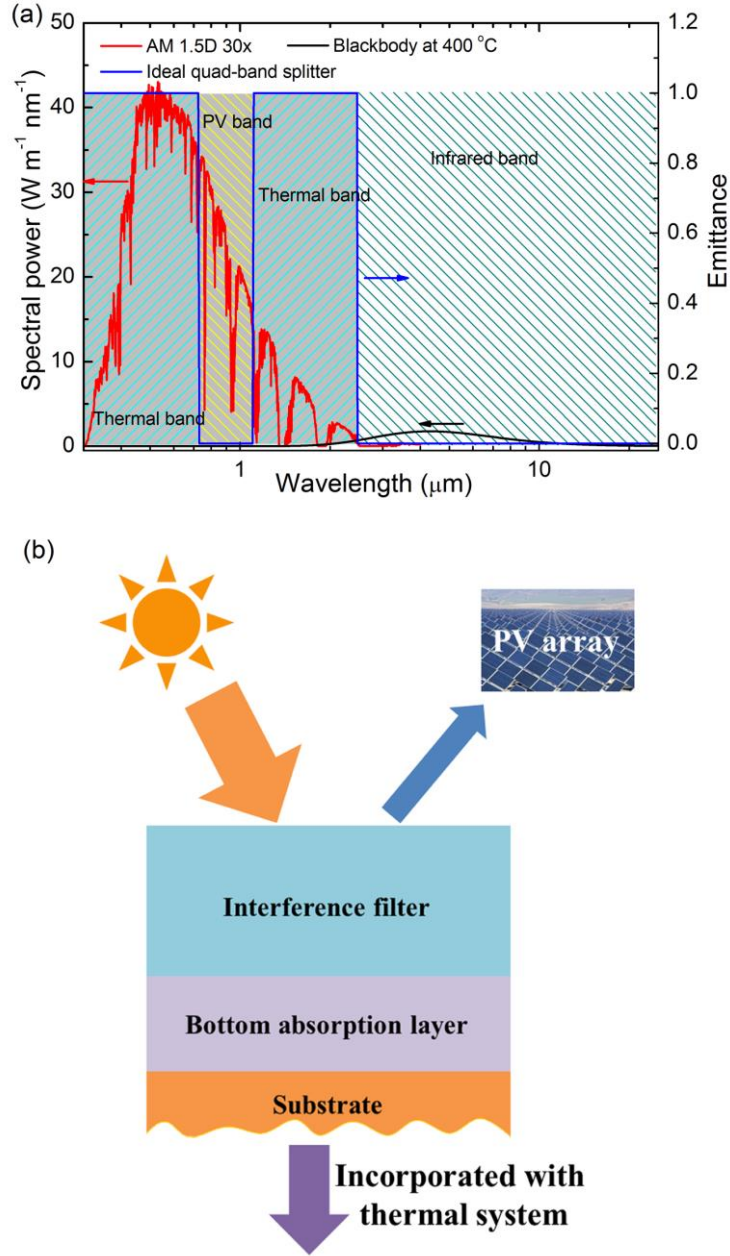 (a)
AM 1.5D 30x
Blackbody at 400 °C
Ideal quad-band splitter
PV band
Infrared band
Thermal band
Thermal band
50
40
30
20
10
0
Spectral power (W m⁻¹ nm⁻¹)
1.2
1.0
0.8
0.6
0.4
0.2
0.0
Emittance
1
10
Wavelength (μm)
(b)
PV array
Interference filter
Bottom absorption layer
Substrate
Incorporated with
thermal system